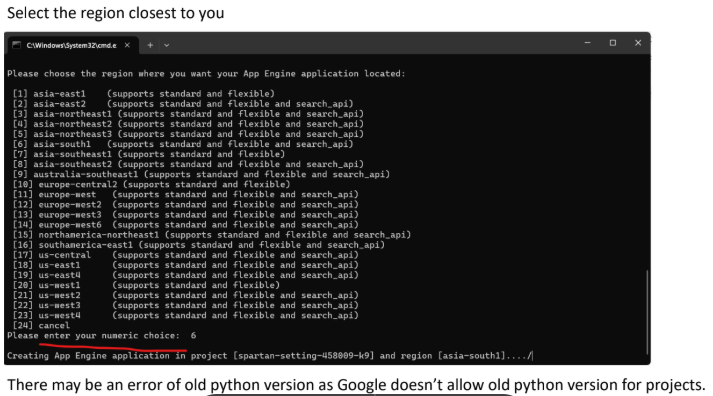 Select the region closest to you
C:\Windows\System32\cmd.e × + ⌄ – □ ×
Please choose the region where you want your App Engine application located:
[1] asia-east1    (supports standard and flexible)
[2] asia-east2    (supports standard and flexible and search_api)
[3] asia-northeast1 (supports standard and flexible and search_api)
[4] asia-northeast2 (supports standard and flexible and search_api)
[5] asia-northeast3 (supports standard and flexible and search_api)
[6] asia-south1   (supports standard and flexible and search_api)
[7] asia-southeast1 (supports standard and flexible)
[8] asia-southeast2 (supports standard and flexible and search_api)
[9] australia-southeast1 (supports standard and flexible and search_api)
[10] europe-central2 (supports standard and flexible)
[11] europe-west   (supports standard and flexible and search_api)
[12] europe-west2  (supports standard and flexible and search_api)
[13] europe-west3  (supports standard and flexible and search_api)
[14] europe-west6  (supports standard and flexible and search_api)
[15] northamerica-northeast1 (supports standard and flexible and search_api)
[16] southamerica-east1 (supports standard and flexible and search_api)
[17] us-central    (supports standard and flexible and search_api)
[18] us-east1      (supports standard and flexible and search_api)
[19] us-east4      (supports standard and flexible and search_api)
[20] us-west1      (supports standard and flexible)
[21] us-west2      (supports standard and flexible and search_api)
[22] us-west3      (supports standard and flexible and search_api)
[23] us-west4      (supports standard and flexible and search_api)
[24] cancel
Please enter your numeric choice:  6
Creating App Engine application in project [spartan-setting-458009-k9] and region [asia-south1]..../
There may be an error of old python version as Google doesn’t allow old python version for projects.